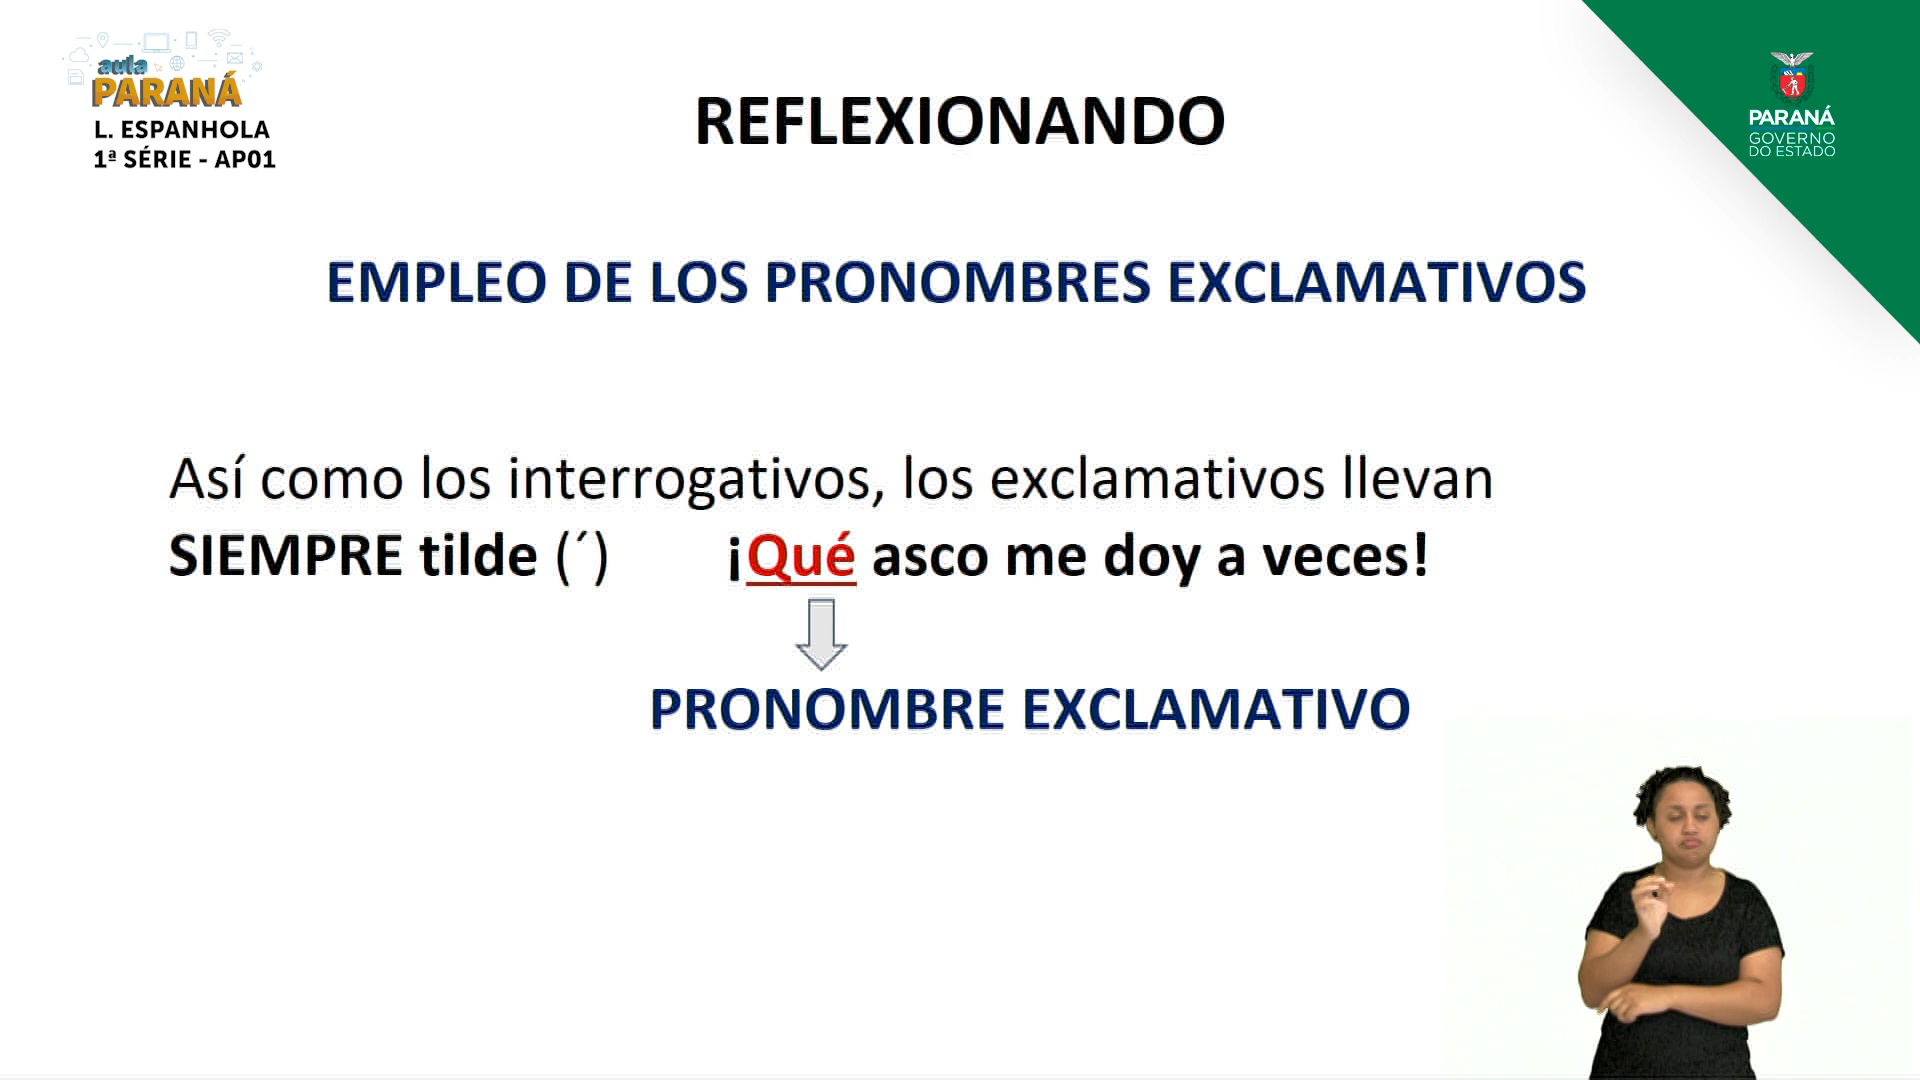 aula
PARANÁ
L. ESPANHOLA
1ª SÉRIE - AP01
REFLEXIONANDO
PARANÁ
GOVERNO
DO ESTADO
EMPLEO DE LOS PRONOMBRES EXCLAMATIVOS
Así como los interrogativos, los exclamativos llevan
SIEMPRE tilde (´) ¡Qué asco me doy a veces!
PRONOMBRE EXCLAMATIVO